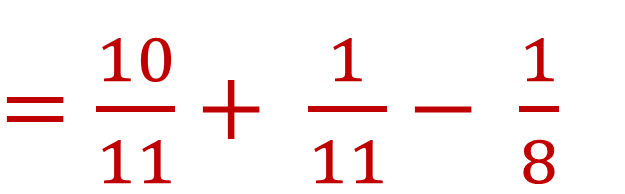 = 10/11 + 1/11 − 1/8